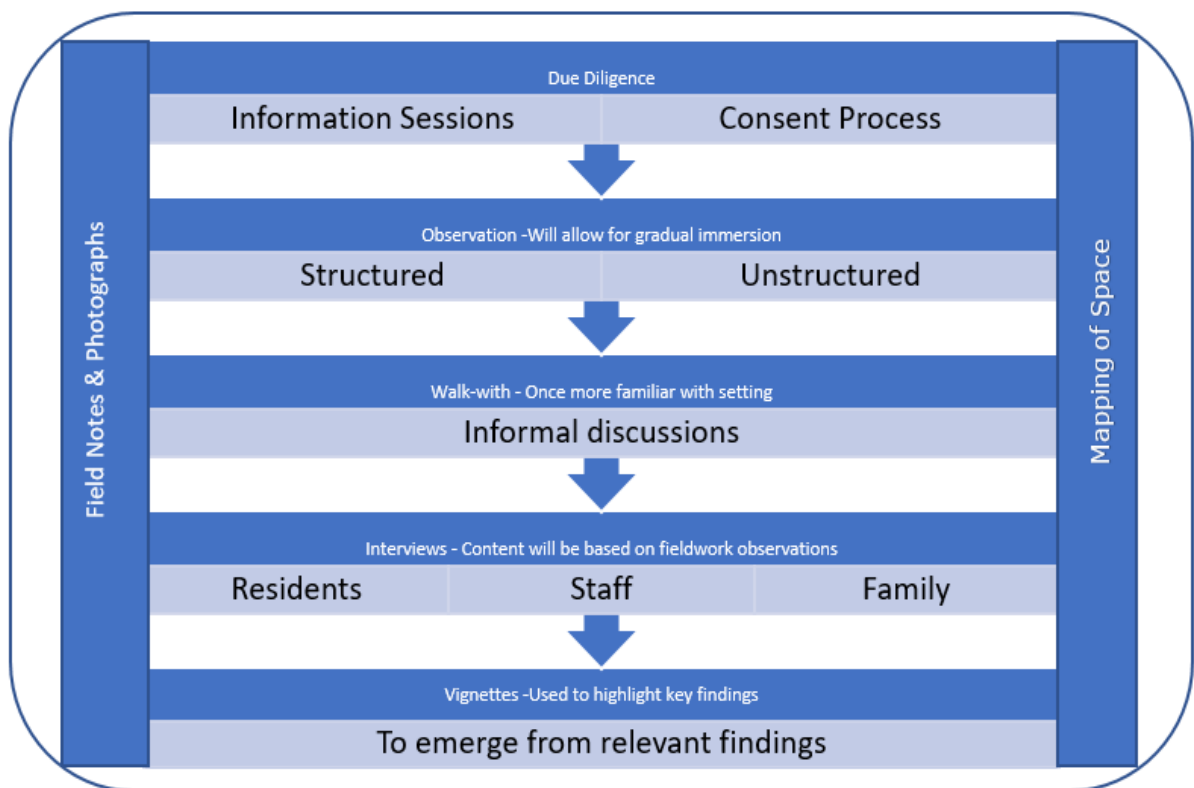 Due Diligence
Information Sessions
Consent Process
Observation -Will allow for gradual immersion
Structured
Unstructured
Walk-with - Once more familiar with setting
Informal discussions
Interviews - Content will be based on fieldwork observations
Residents
Staff
Family
Vignettes -Used to highlight key findings
To emerge from relevant findings
Field Notes & Photographs
Mapping of Space